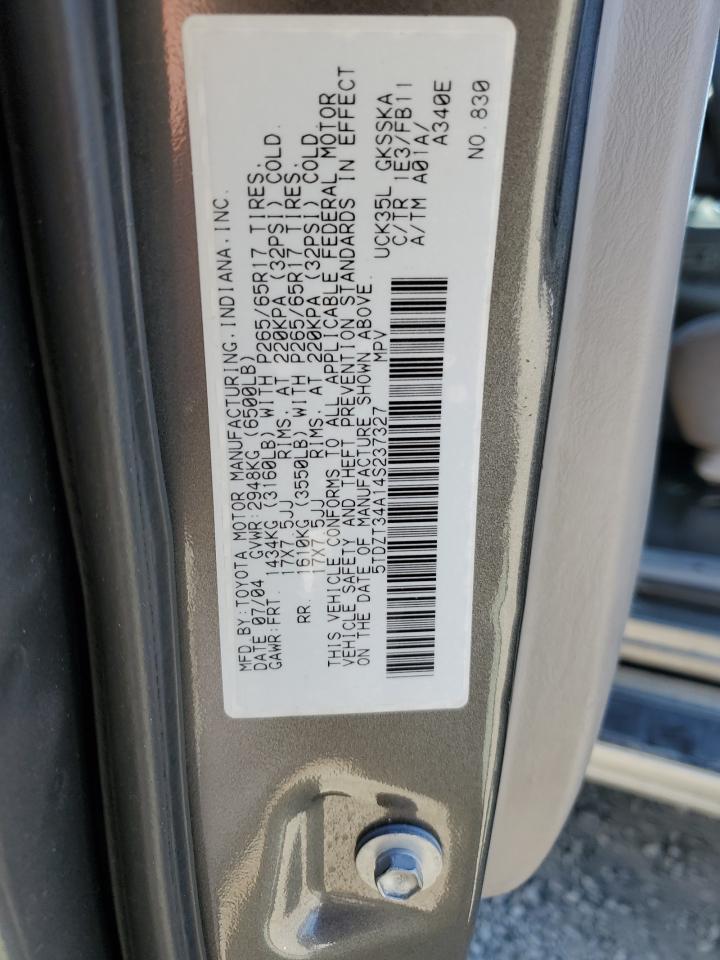 MFD.BY:TOYOTA MOTOR MANUFACTURING.INDIANA.INC.
DATE 07/04 GVWR:2948KG(6500LB)
GAWR:FRT. 1434KG (3160LB) WITH P265/65R17 TIRES,
17X7.5JJ RIMS. AT 220KPA (32PSI) COLD.
RR. 1610KG (3550LB) WITH P265/65R17 TIRES.
17X7.5JJ RIMS. AT 220KPA (32PSI) COLD.
THIS VEHICLE CONFORMS TO ALL APPLICABLE FEDERAL MOTOR
VEHICLE SAFETY AND THEFT PREVENTION STANDARDS IN EFFECT
ON THE DATE OF MANUFACTURE SHOWN ABOVE.
5TDZT34A14S237327 MPV
UCK35L GKSSKA
C/TR 1E3/FB11
A/TM A01A/
A340E
NO.830